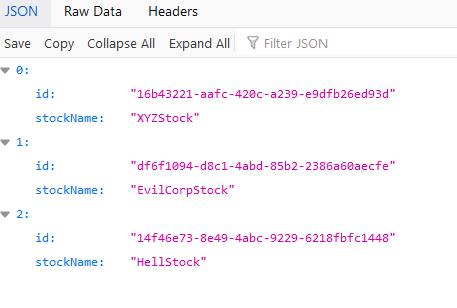 JSON Raw Data Headers
Save Copy Collapse All Expand All Filter JSON
0:
id: "16b43221-aafc-420c-a239-e9dfb26ed93d"
stockName: "XYZStock"
1:
id: "df6f1094-d8c1-4abd-85b2-2386a60aecfe"
stockName: "EvilCorpStock"
2:
id: "14f46e73-8e49-4abc-9229-6218fbfc1448"
stockName: "HellStock"